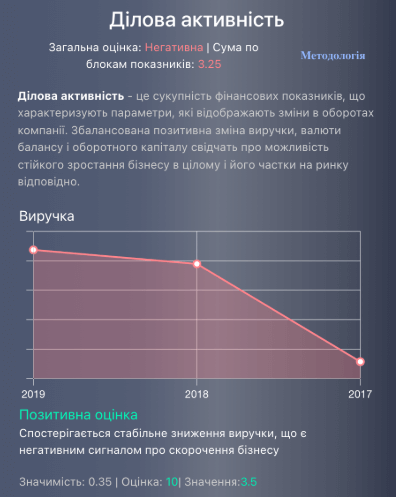 Ділова активність
Загальна оцінка: Негативна | Сума по
блокам показників: 3.25
Методологія
Ділова активність - це сукупність фінансових показників, що
характеризують параметри, які відображають зміни в оборотах
компанії. Збалансована позитивна зміна виручки, валюти
балансу і оборотного капіталу свідчать про можливість
стійкого зростання бізнесу в цілому і його частки на ринку
відповідно.
Виручка
2019 2018 2017
Позитивна оцінка
Спостерігається стабільне зниження виручки, що є
негативним сигналом про скорочення бізнесу
Значимість: 0.35 | Оцінка: 10| Значення:3.5